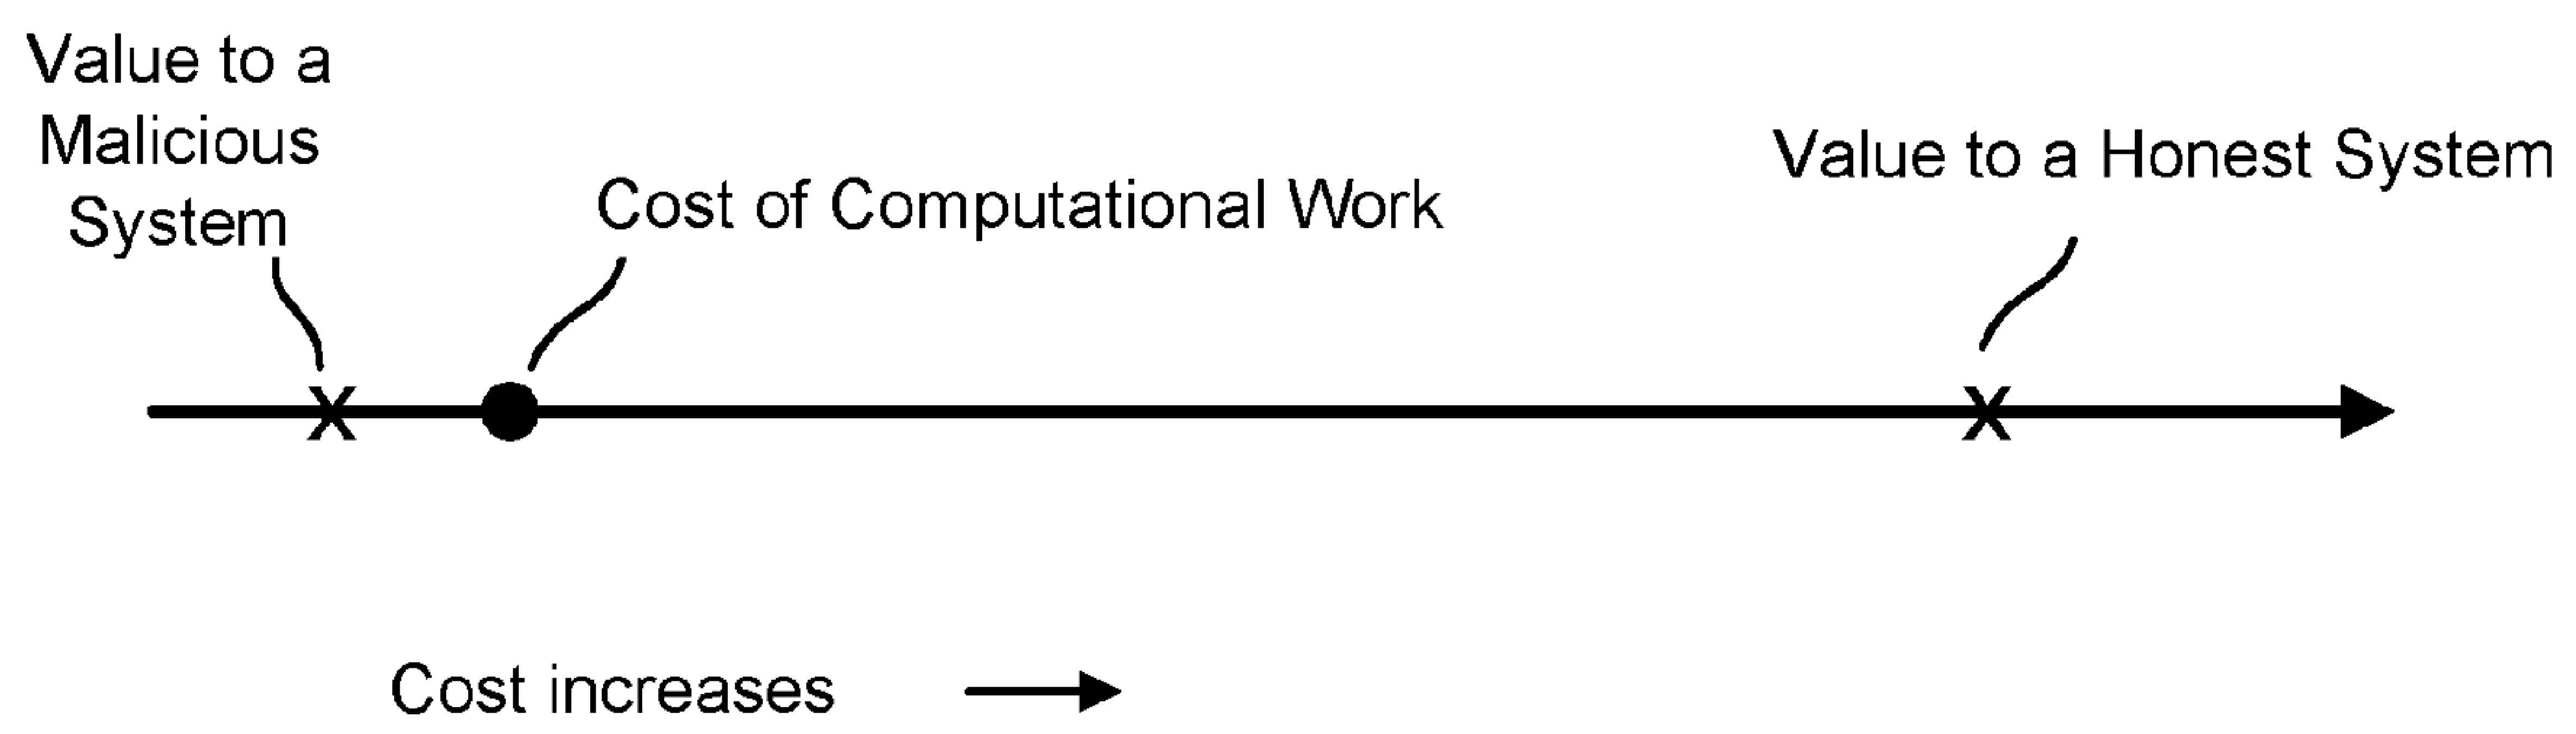 Value to a
Malicious
System
Cost of Computational Work
Value to a Honest System
x
x
Cost increases